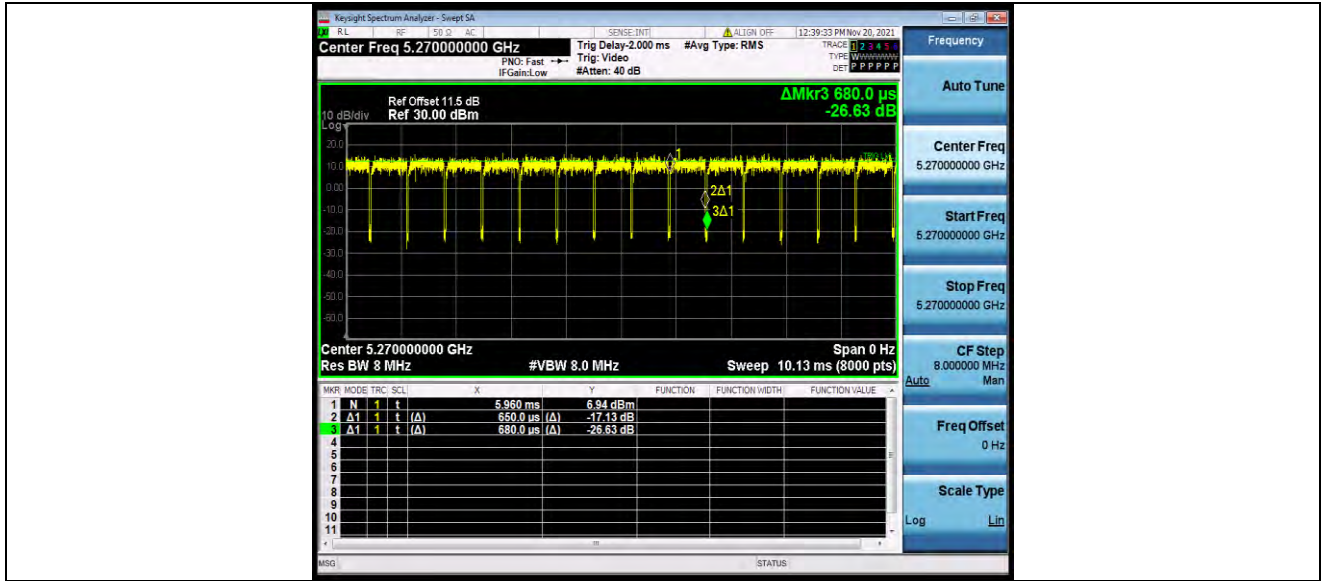 Keysight Spectrum Analyzer - Swept SA
RL RF 50 Ω AC SENSE:INT ALIGN OFF 12:39:33 PM Nov 20, 2021
Center Freq 5.270000000 GHz
Trig Delay-2.000 ms #Avg Type: RMS
TRACE 1 2 3 4 5 6
PNO: Fast Trig: Video
TYPE WWWWWW
IFGain:Low #Atten: 40 dB
DET P P P P P P
Frequency
Auto Tune
ΔMkr3 680.0 µs
-26.63 dB
Ref Offset 11.5 dB
10 dB/div Ref 30.00 dBm
Log
20.0
10.0
0.00
-10.0
-20.0
-30.0
-40.0
-50.0
-60.0
1
2Δ1
3Δ1
Center 5.270000000 GHz Span 0 Hz
Res BW 8 MHz #VBW 8.0 MHz Sweep 10.13 ms (8000 pts)
MKR MODE TRC SCL X Y FUNCTION FUNCTION WIDTH FUNCTION VALUE
1 N 1 t 5.960 ms 6.94 dBm
2 Δ1 1 t (Δ) 650.0 µs (Δ) -17.13 dB
3 Δ1 1 t (Δ) 680.0 µs (Δ) -26.63 dB
4
5
6
7
8
9
10
11
Center Freq
5.270000000 GHz
Start Freq
5.270000000 GHz
Stop Freq
5.270000000 GHz
CF Step
8.000000 MHz
Auto Man
Freq Offset
0 Hz
Scale Type
Log Lin
MSG STATUS